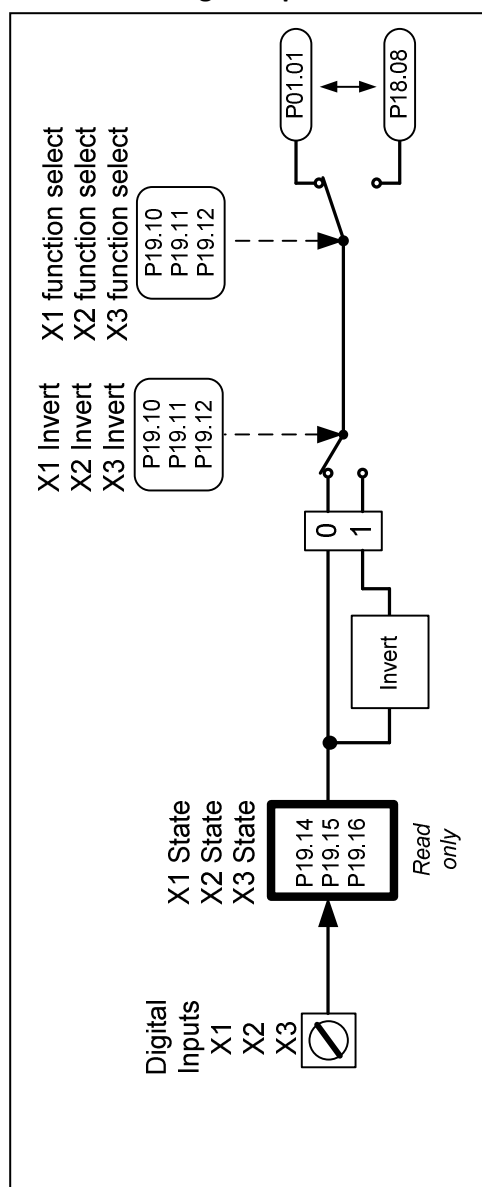 Digital
Inputs
X1
X2
X3
X1 State
X2 State
X3 State
P19.14
P19.15
P19.16
Read
only
Invert
0
1
X1 Invert
X2 Invert
X3 Invert
P19.10
P19.11
P19.12
X1 function select
X2 function select
X3 function select
P19.10
P19.11
P19.12
P01.01
P18.08